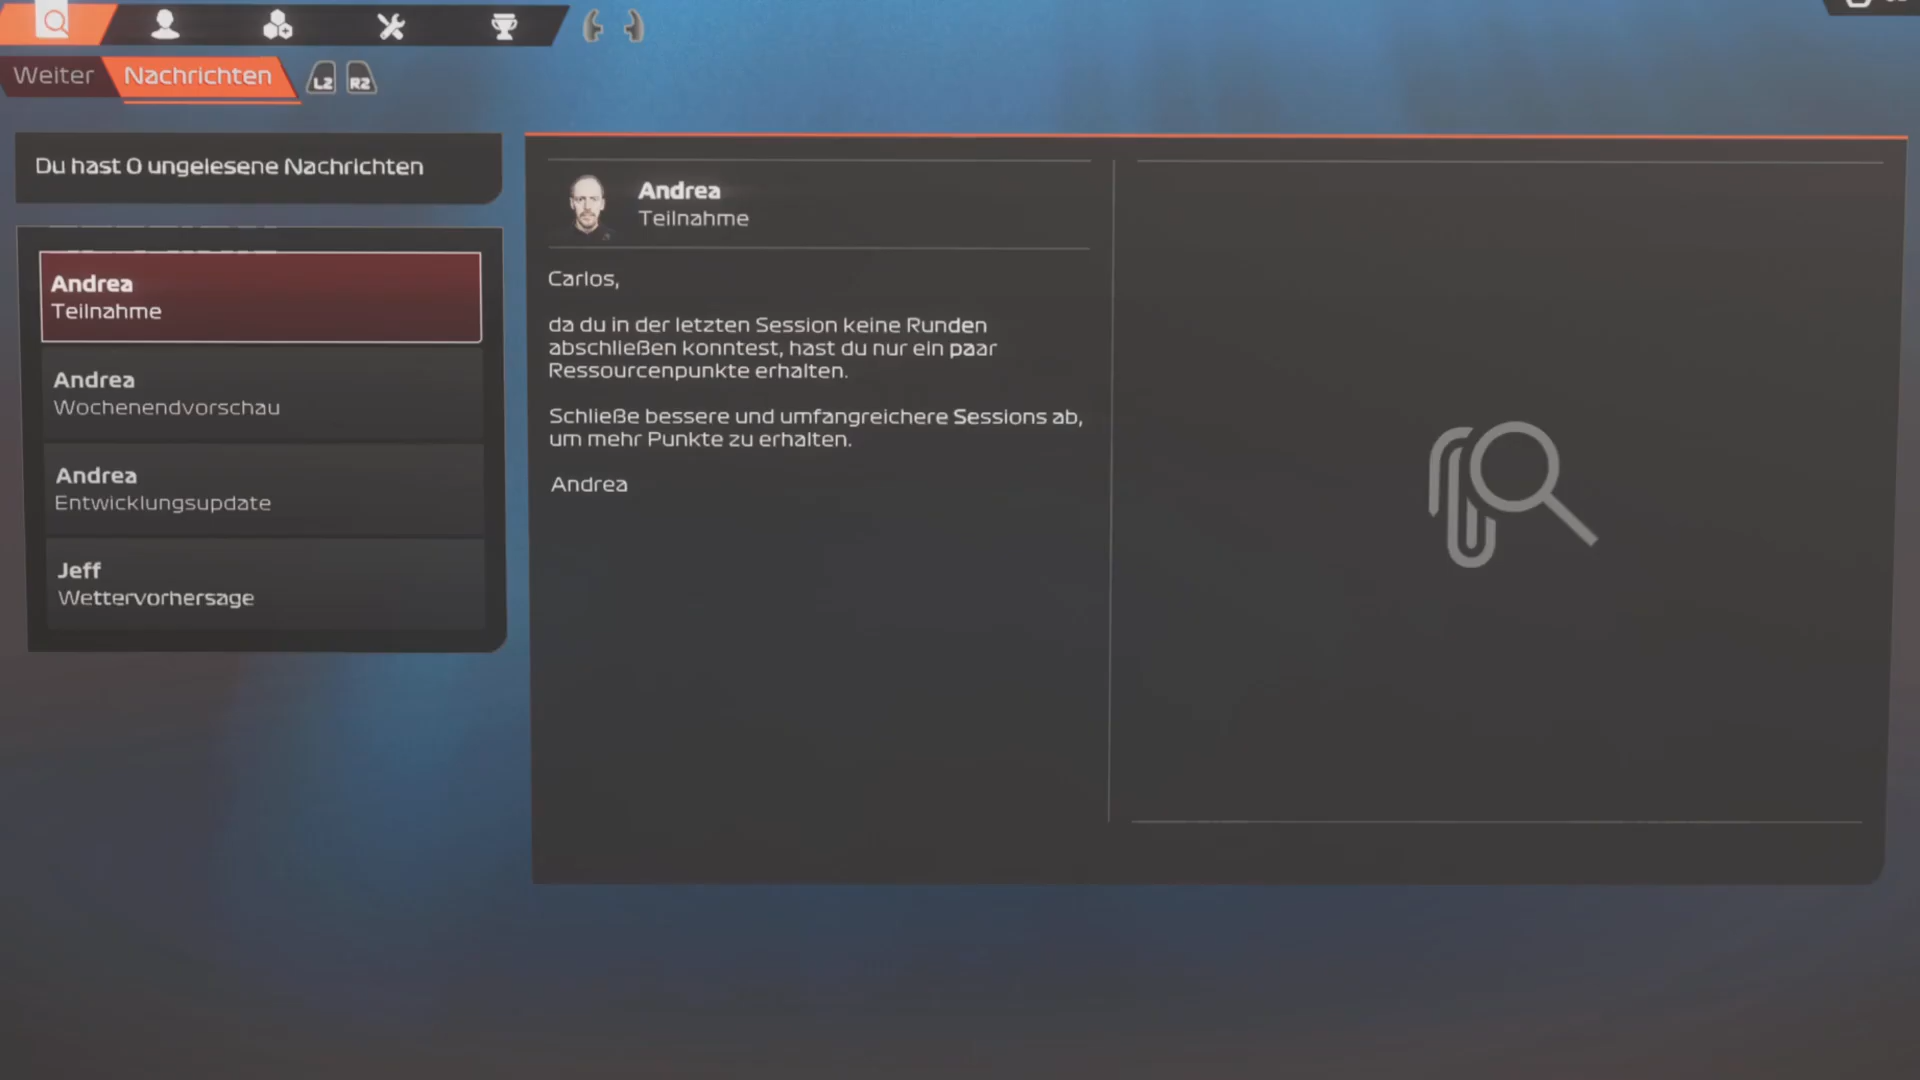 Weiter
Nachrichten
L2
R2
Du hast 0 ungelesene Nachrichten
Andrea
Teilnahme
Andrea
Wochenendvorschau
Andrea
Entwicklungsupdate
Jeff
Wettervorhersage
Andrea
Teilnahme
Carlos,
da du in der letzten Session keine Runden
abschließen konntest, hast du nur ein paar
Ressourcenpunkte erhalten.
Schließe bessere und umfangreichere Sessions ab,
um mehr Punkte zu erhalten.
Andrea